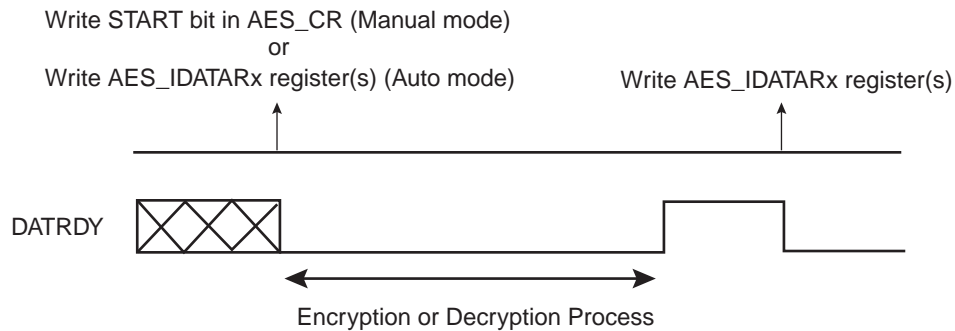 Write START bit in AES_CR (Manual mode)
or
Write AES_IDATARx register(s) (Auto mode)
Write AES_IDATARx register(s)
DATRDY
Encryption or Decryption Process